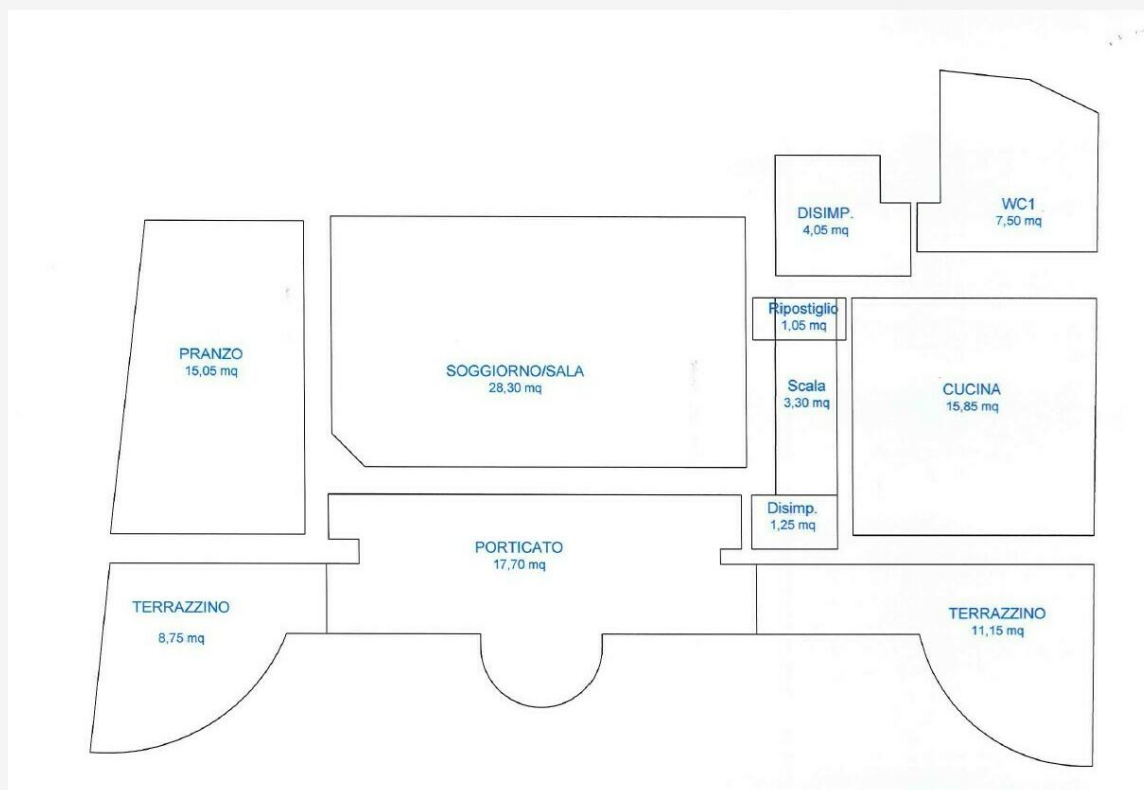 WC1
7,50 mq
DISIMP.
4,05 mq
Ripostiglio
1,05 mq
PRANZO
15,05 mq
SOGGIORNO/SALA
28,30 mq
Scala
3,30 mq
CUCINA
15,85 mq
Disimp.
1,25 mq
PORTICATO
17,70 mq
TERRAZZINO
8,75 mq
TERRAZZINO
11,15 mq